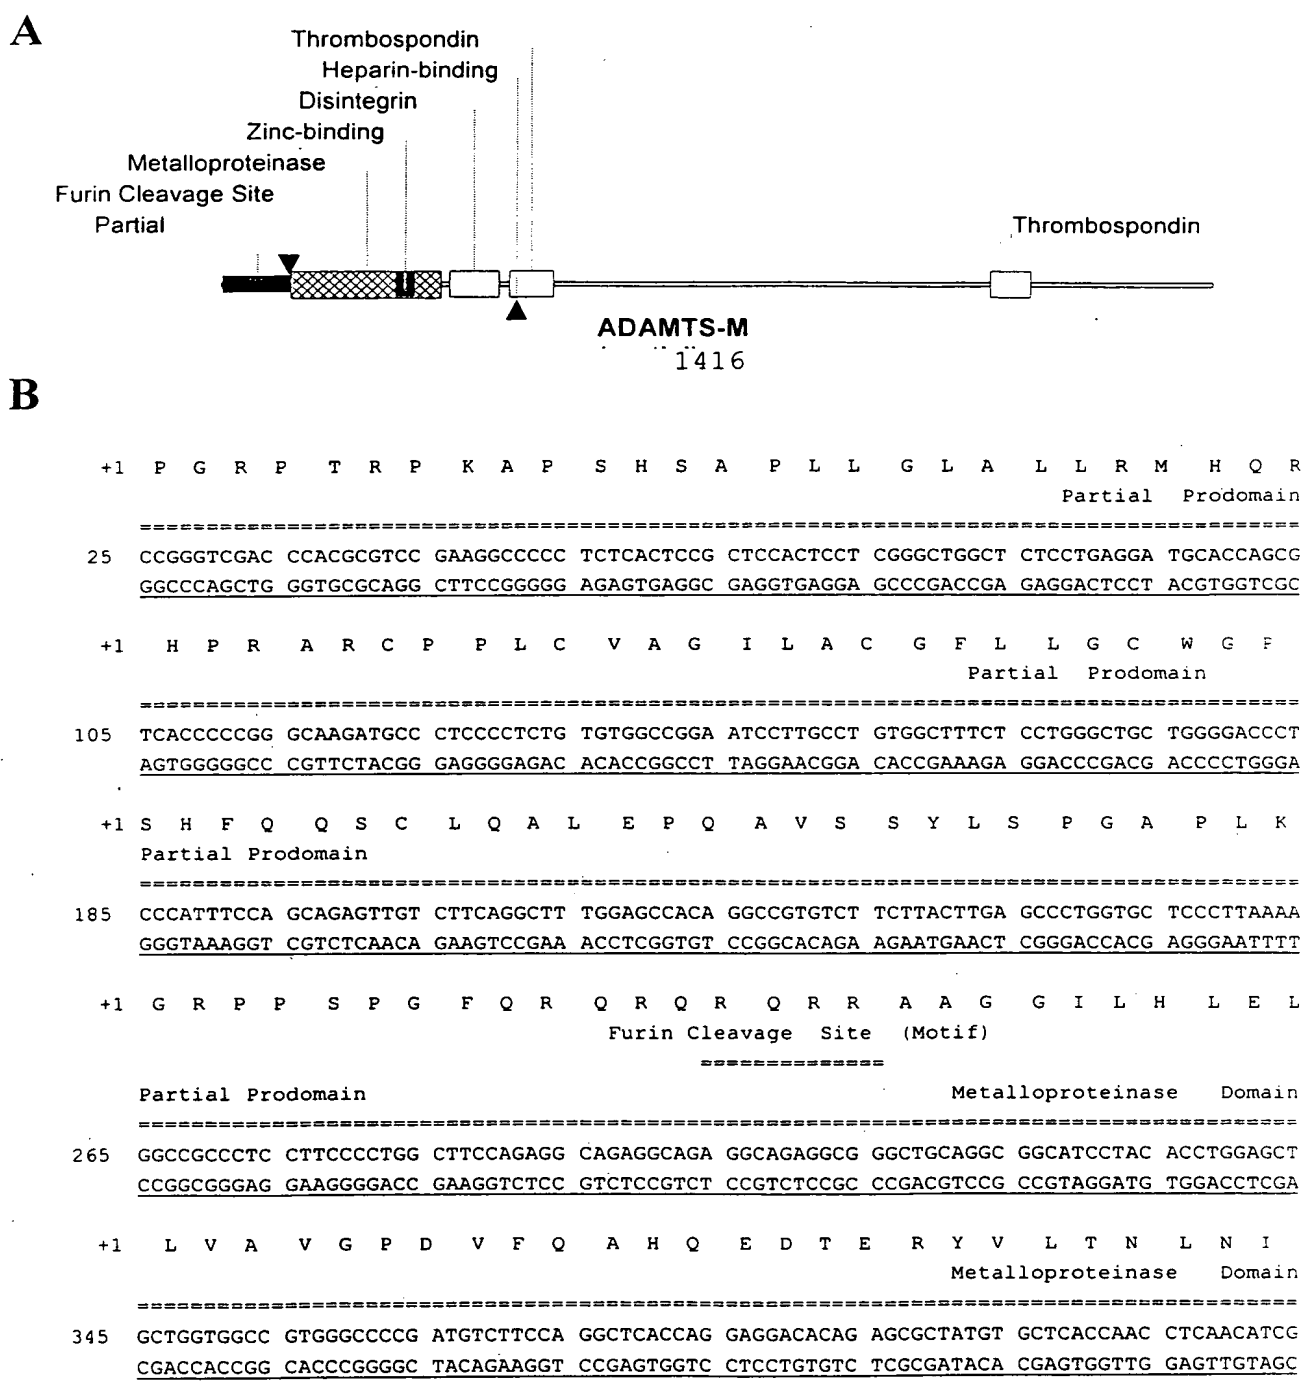 A
Thrombospondin
Heparin-binding
Disintegrin
Zinc-binding
Metalloproteinase
Furin Cleavage Site
Partial
Thrombospondin
ADAMTS-M
1416
B
+1 P G R P T R P K A P S H S A P L L G L A L L R M H Q R
Partial Prodomain
25 CCGGGTCGAC CCACGCGTCC GAAGGCCCCC TCTCACTCCG CTCCACTCCT CGGGCTGGCT CTCCTGAGGA TGCACCAGCG
GGCCCAGCTG GGTGCGCAGG CTTCCGGGGG AGAGTGAGGC GAGGTGAGGA GCCCGACCGA GAGGACTCCT ACGTGGTCGC
+1 H P R A R C P P L C V A G I L A C G F L L G C W G
Partial Prodomain
105 TCACCCCCGG GCAAGATGCC CTCCCCTCTG TGTGGCCGGA ATCCTTGCCT GTGGCTTTCT CCTGGGCTGC TGGGGACCCT
AGTGGGGGCC CGTTCTACGG GAGGGGAGAC ACACCGGCCT TAGGAACGGA CACCGAAAGA GGACCCGACG ACCCCTGGGA
+1 S H F Q Q S C L Q A L E P Q A V S S Y L S P G A P L K
Partial Prodomain
185 CCCATTTCCA GCAGAGTTGT CTTCAGGCTT TGGAGCCACA GGCCGTGTCT TCTTACTTGA GCCCTGGTGC TCCCTTAAAA
GGGTAAAGGT CGTCTCAACA GAAGTCCGAA ACCTCGGTGT CCGGCACAGA AGAATGAACT CGGGACCACG AGGGAATTTT
+1 G R P P S P G F Q R Q R Q R Q R R A A G G I L H L E L
Furin Cleavage Site (Motif)
Partial Prodomain Metalloproteinase Domain
265 GGCCGCCCTC CTTCCCCTGG CTTCCAGAGG CAGAGGCAGA GGCAGAGGCG GGCTGCAGGC GGCATCCTAC ACCTGGAGCT
CCGGCGGGAG GAAGGGGACC GAAGGTCTCC GTCTCCGTCT CCGTCTCCGC CCGACGTCCG CCGTAGGATG TGGACCTCGA
+1 L V A V G P D V F Q A H Q E D T E R Y V L T N L N I
Metalloproteinase Domain
345 GCTGGTGGCC GTGGGCCCCG ATGTCTTCCA GGCTCACCAG GAGGACACAG AGCGCTATGT GCTCACCAAC CTCAACATCG
CGACCACCGG CACCCGGGGC TACAGAAGGT CCGAGTGGTC CTCCTGTGTC TCGCGATACA CGAGTGGTTG GAGTTGTAGC